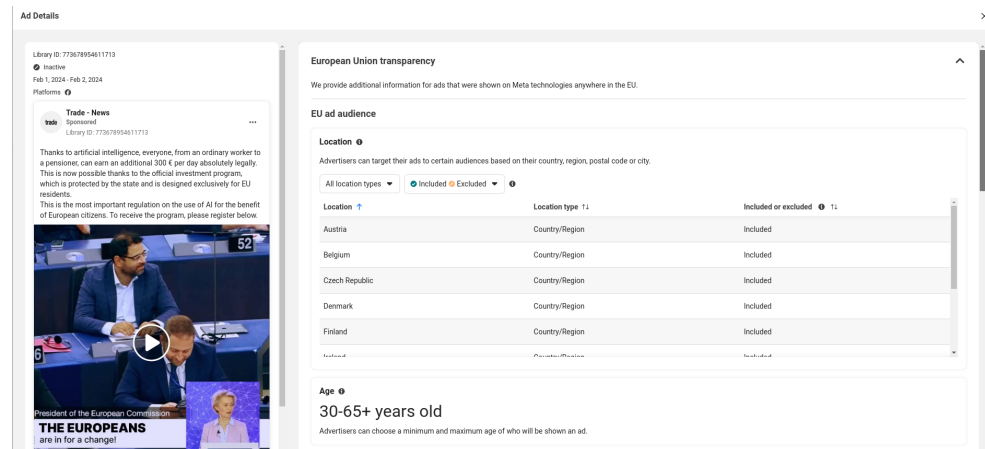 Ad Details
Library ID: 773678954611713
Inactive
Feb 1, 2024 - Feb 2, 2024
Platforms
trade
Trade - News
Sponsored
Library ID: 773678954611713
Thanks to artificial intelligence, everyone, from an ordinary worker to
a pensioner, can earn an additional 300 € per day absolutely legally.
This is now possible thanks to the official investment program,
which is protected by the state and is designed exclusively for EU
residents.
This is the most important regulation on the use of AI for the benefit
of European citizens. To receive the program, please register below.
52
6
President of the European Commission
THE EUROPEANS
are in for a change!
European Union transparency
We provide additional information for ads that were shown on Meta technologies anywhere in the EU.
EU ad audience
Location
Advertisers can target their ads to certain audiences based on their country, region, postal code or city.
All location types Included Excluded
Location ↑ Location type ↑↓ Included or excluded ↑↓
Austria Country/Region Included
Belgium Country/Region Included
Czech Republic Country/Region Included
Denmark Country/Region Included
Finland Country/Region Included
Ireland Country/Region Included
Age
30-65+ years old
Advertisers can choose a minimum and maximum age of who will be shown an ad.